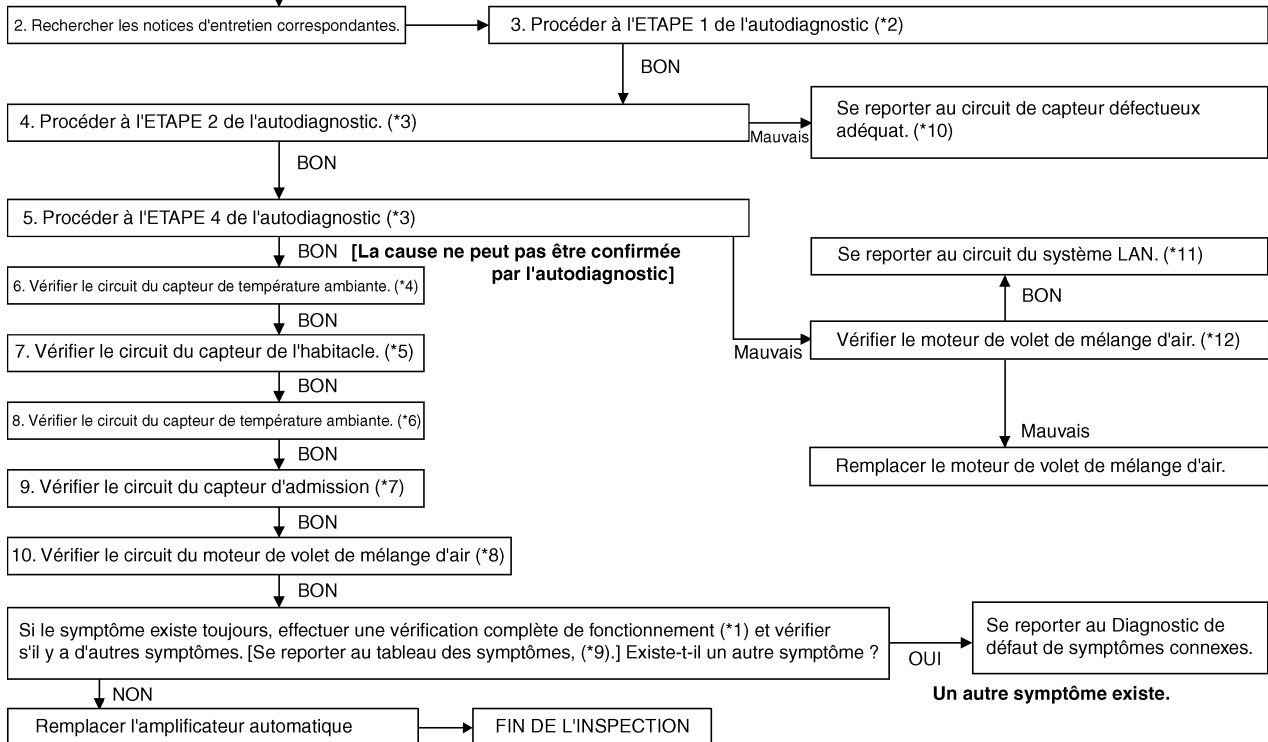 2. Rechercher les notices d'entretien correspondantes.
3. Procéder à l'ETAPE 1 de l'autodiagnostic (*2)
BON
4. Procéder à l'ETAPE 2 de l'autodiagnostic. (*3)
Mauvais
Se reporter au circuit de capteur défectueux
adéquat. (*10)
BON
5. Procéder à l'ETAPE 4 de l'autodiagnostic (*3)
BON
[La cause ne peut pas être confirmée
par l'autodiagnostic]
Se reporter au circuit du système LAN. (*11)
BON
Mauvais
Vérifier le moteur de volet de mélange d'air. (*12)
Mauvais
Remplacer le moteur de volet de mélange d'air.
6. Vérifier le circuit du capteur de température ambiante. (*4)
BON
7. Vérifier le circuit du capteur de l'habitacle. (*5)
BON
8. Vérifier le circuit du capteur de température ambiante. (*6)
BON
9. Vérifier le circuit du capteur d'admission (*7)
BON
10. Vérifier le circuit du moteur de volet de mélange d'air (*8)
BON
Si le symptôme existe toujours, effectuer une vérification complète de fonctionnement (*1) et vérifier
s'il y a d'autres symptômes. [Se reporter au tableau des symptômes, (*9).] Existe-t-il un autre symptôme ?
OUI
Se reporter au Diagnostic de
défaut de symptômes connexes.
Un autre symptôme existe.
NON
Remplacer l'amplificateur automatique
FIN DE L'INSPECTION